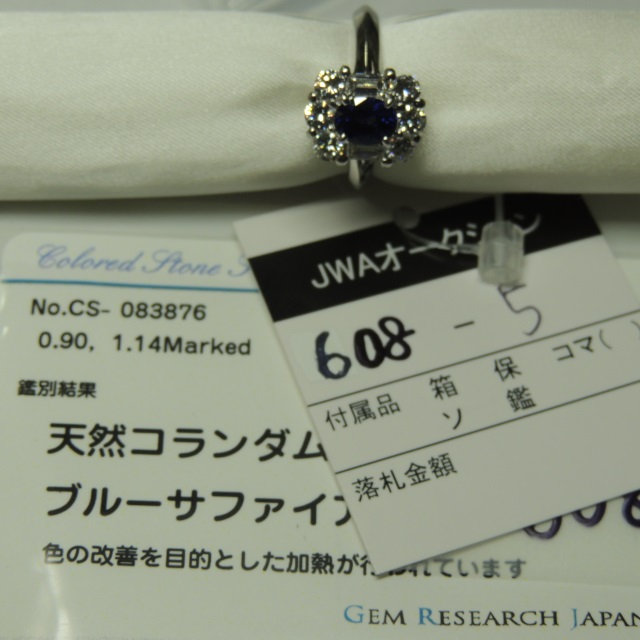 Colored Stone
No.CS- 083876
0.90, 1.14Marked
鑑別結果
天然コランダム
ブルーサファイ
色の改善を目的とした加熱が行われています
GEM RESEARCH JAPAN
JWAオークション
608 - 5
付属品 箱 保 コマ(
ソ 鑑
落札金額